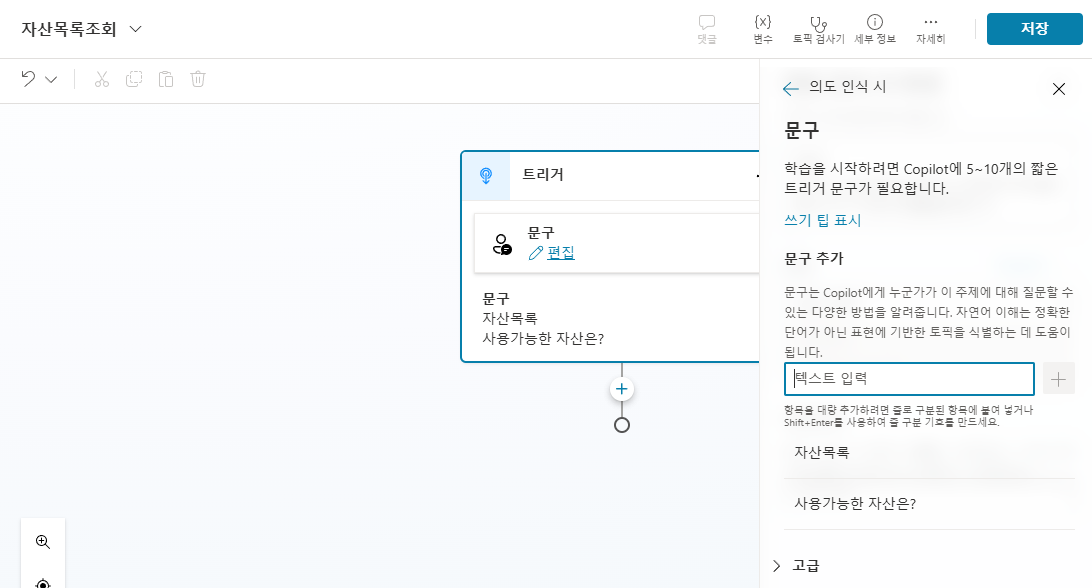 자산목록조회
댓글
{x}
변수
토픽 검사기
세부 정보
자세히
저장
트리거
문구
편집
문구
자산목록
사용가능한 자산은?
의도 인식 시
문구
학습을 시작하려면 Copilot에 5~10개의 짧은
트리거 문구가 필요합니다.
쓰기 팁 표시
문구 추가
문구는 Copilot에게 누군가가 이 주제에 대해 질문할 수
있는 다양한 방법을 알려줍니다. 자연어 이해는 정확한
단어가 아닌 표현에 기반한 토픽을 식별하는 데 도움이
됩니다.
텍스트 입력
항목을 대량 추가하려면 줄로 구분된 항목에 붙여 넣거나
Shift+Enter를 사용하여 줄 구분 기호를 만드세요.
자산목록
사용가능한 자산은?
고급